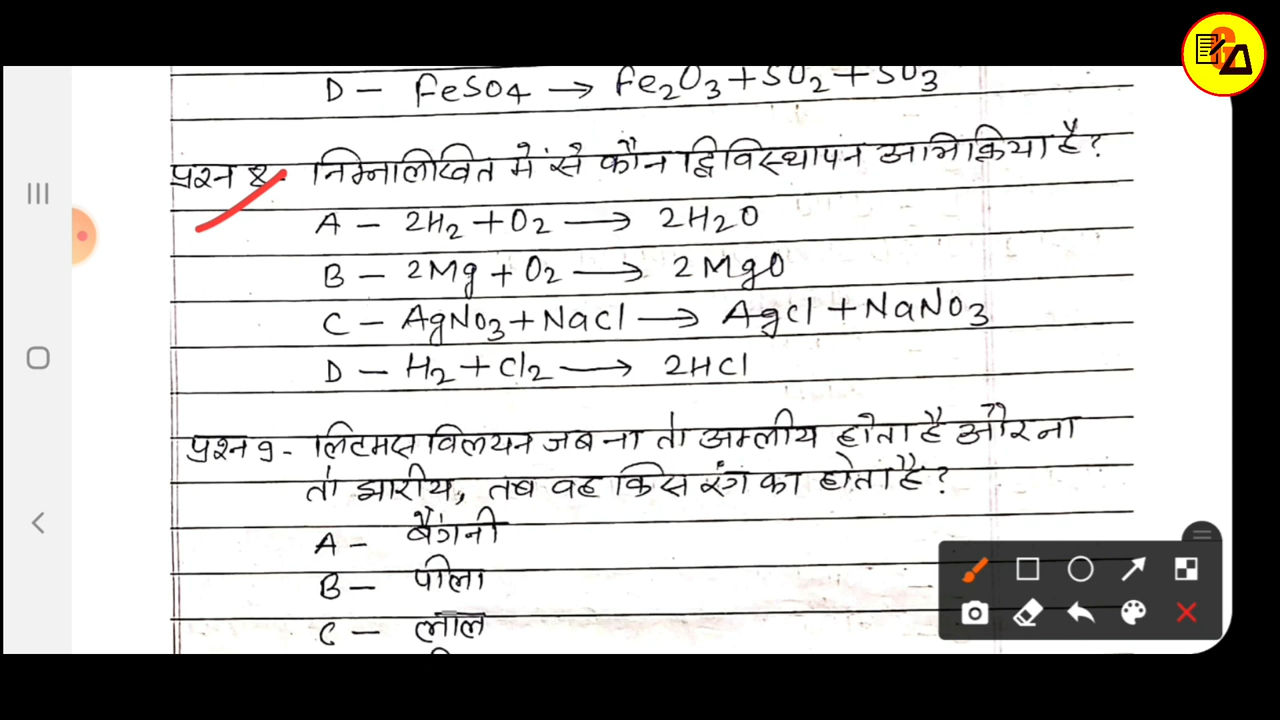 D - FeSO4 → Fe2O3 + SO2 + SO3
प्रश्न 8- निम्नलिखित में से कौन द्विविस्थापन अभिक्रिया है?
A - 2H2 + O2 → 2H2O
B - 2Mg + O2 → 2MgO
C - AgNO3 + NaCl → AgCl + NaNO3
D - H2 + Cl2 → 2HCl
प्रश्न 9- लिटमस विलयन जब ना तो अम्लीय होता है और ना
तो क्षारीय, तब वह किस रंग का होता है?
A - बैंगनी
B - पीला
C - लाल